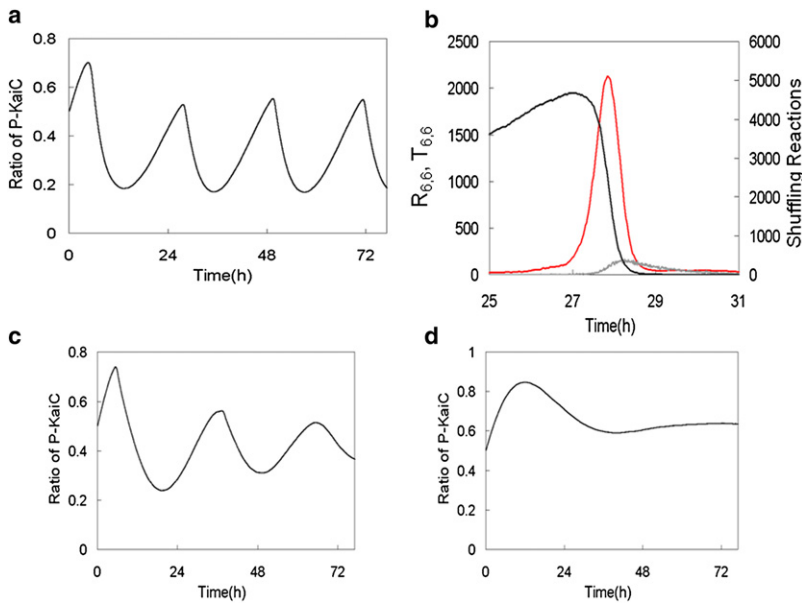 a
0.8
0.6
0.4
0.2
0
Ratio of P-KaiC
0 24 48 72
Time(h)
b
2500
2000
1500
1000
500
0
R6,6, T6,6
6000
5000
4000
3000
2000
1000
0
Shuffling Reactions
25 27 29 31
Time(h)
c
0.8
0.6
0.4
0.2
0
Ratio of P-KaiC
0 24 48 72
Time(h)
d
1
0.8
0.6
0.4
0.2
0
Ratio of P-KaiC
0 24 48 72
Time(h)